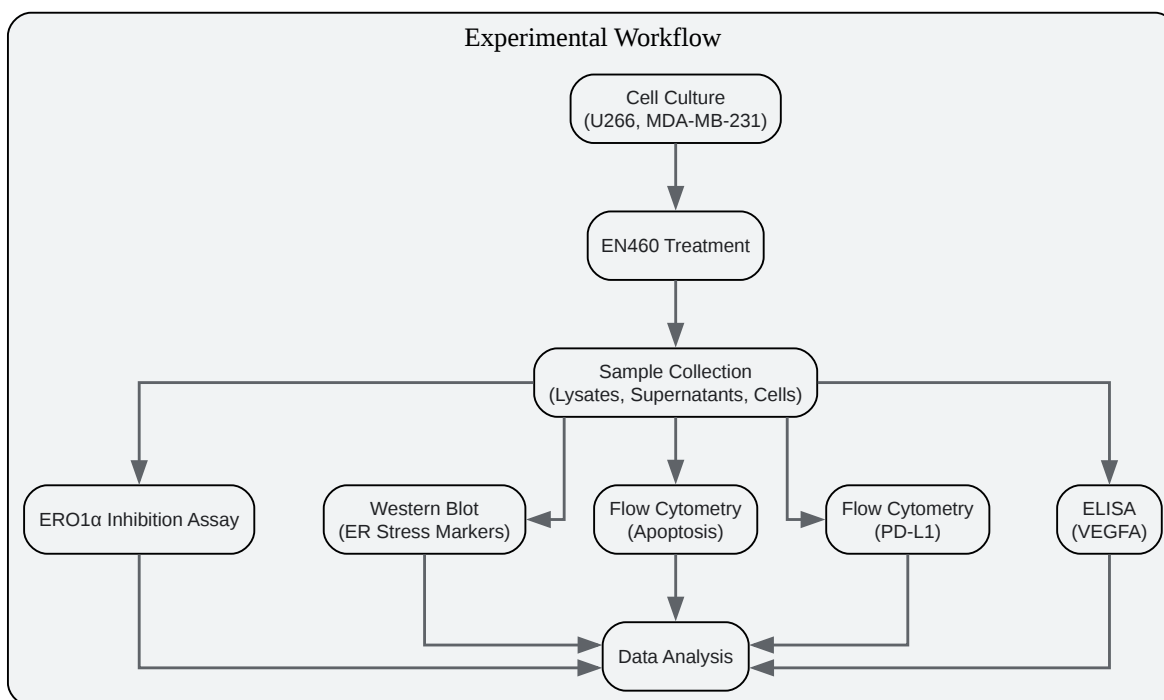 Experimental Workflow
Cell Culture
(U266, MDA-MB-231)
EN460 Treatment
Sample Collection
(Lysates, Supernatants, Cells)
ERO1α Inhibition Assay
Western Blot
(ER Stress Markers)
Flow Cytometry
(Apoptosis)
Flow Cytometry
(PD-L1)
ELISA
(VEGFA)
Data Analysis